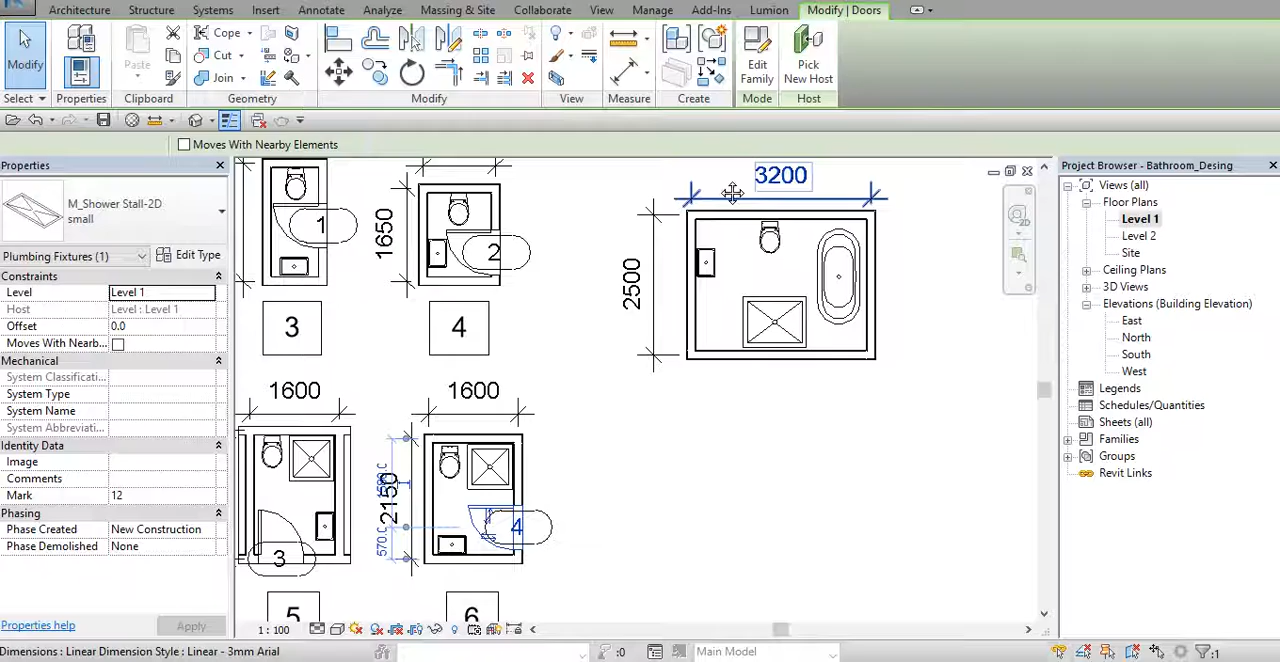 Architecture Structure Systems Insert Annotate Analyze Massing & Site Collaborate View Manage Add-Ins Lumion Modify | Doors
Modify
Paste
Cope
Cut
Join
Edit
Family
Pick
New Host
Select Properties Clipboard Geometry Modify View Measure Create Mode Host
Moves With Nearby Elements
Properties
M_Shower Stall-2D
small
Plumbing Fixtures (1) Edit Type
Constraints
Level Level 1
Host Level : Level 1
Offset 0.0
Moves With Nearb...
Mechanical
System Classificati...
System Type
System Name
System Abbreviati...
Identity Data
Image
Comments
Mark 12
Phasing
Phase Created New Construction
Phase Demolished None
Properties help Apply
1
3
1650
2
4
3200
2500
1600
3
5
1600
2150
570.0
4
6
1 : 100
2D
Project Browser - Bathroom_Desing
Views (all)
Floor Plans
Level 1
Level 2
Site
Ceiling Plans
3D Views
Elevations (Building Elevation)
East
North
South
West
Legends
Schedules/Quantities
Sheets (all)
Families
Groups
Revit Links
Dimensions : Linear Dimension Style : Linear - 3mm Arial :0 Main Model :1